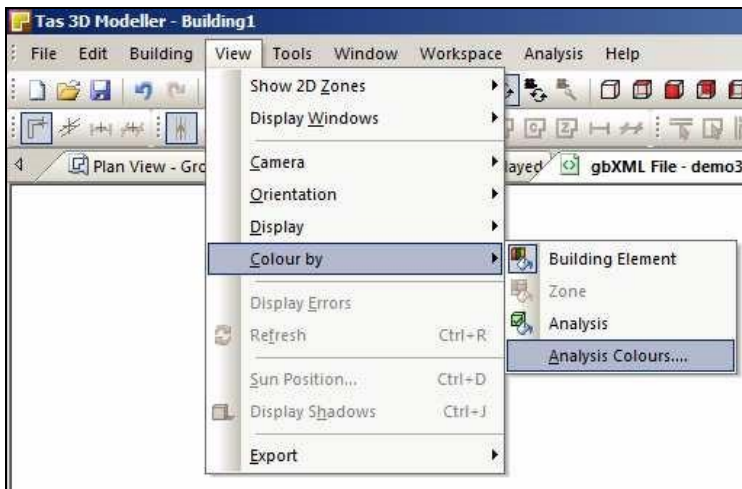 Tas 3D Modeller - Building1
File Edit Building View Tools Window Workspace Analysis Help
Show 2D Zones
Display Windows
Plan View - Gro
layed
gbXML File - demo3
Camera
Orientation
Display
Colour by
Building Element
Zone
Analysis
Analysis Colours....
Display Errors
Refresh Ctrl+R
Sun Position... Ctrl+D
Display Shadows Ctrl+J
Export